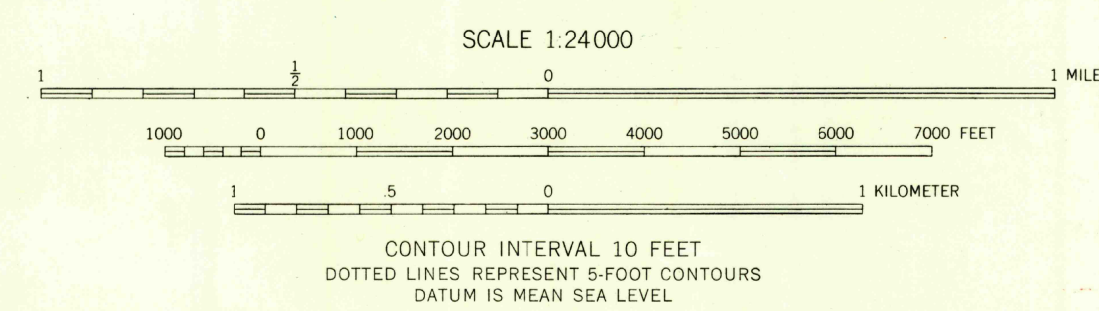 SCALE 1:24000
1 1/2 0 1 MILE
1000 0 1000 2000 3000 4000 5000 6000 7000 FEET
1 .5 0 1 KILOMETER
CONTOUR INTERVAL 10 FEET
DOTTED LINES REPRESENT 5-FOOT CONTOURS
DATUM IS MEAN SEA LEVEL